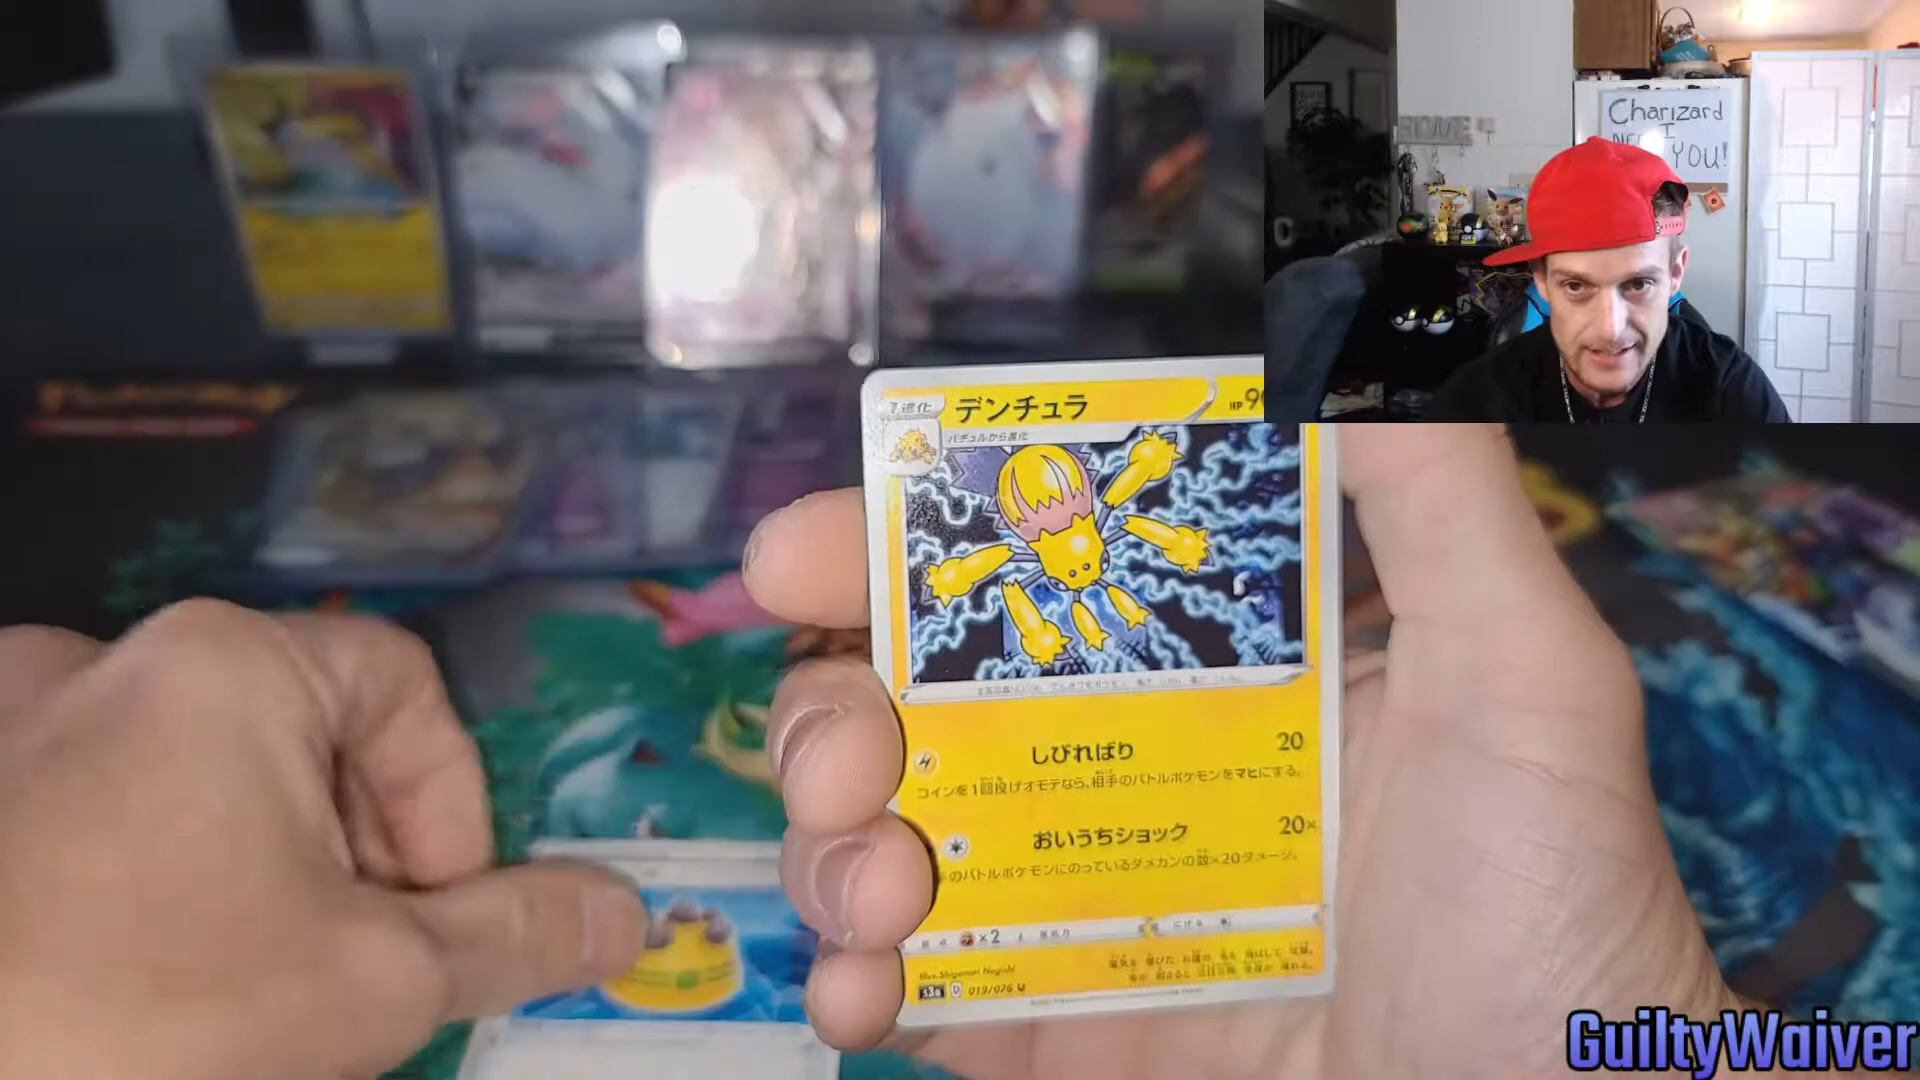 Charizard
I
NEED
YOU!
HOME
1進化
デンチュラ
HP 9
バチュルから進化
しびればり 20
コインを1回投げオモテなら、相手のバトルポケモンをマヒにする。
おいうちショック 20×
のバトルポケモンにのっているダメカンの数×20ダメージ。
×2
にげる
Illus. Shigenori Negishi
s3a D 019/076 U
GuiltyWaiver